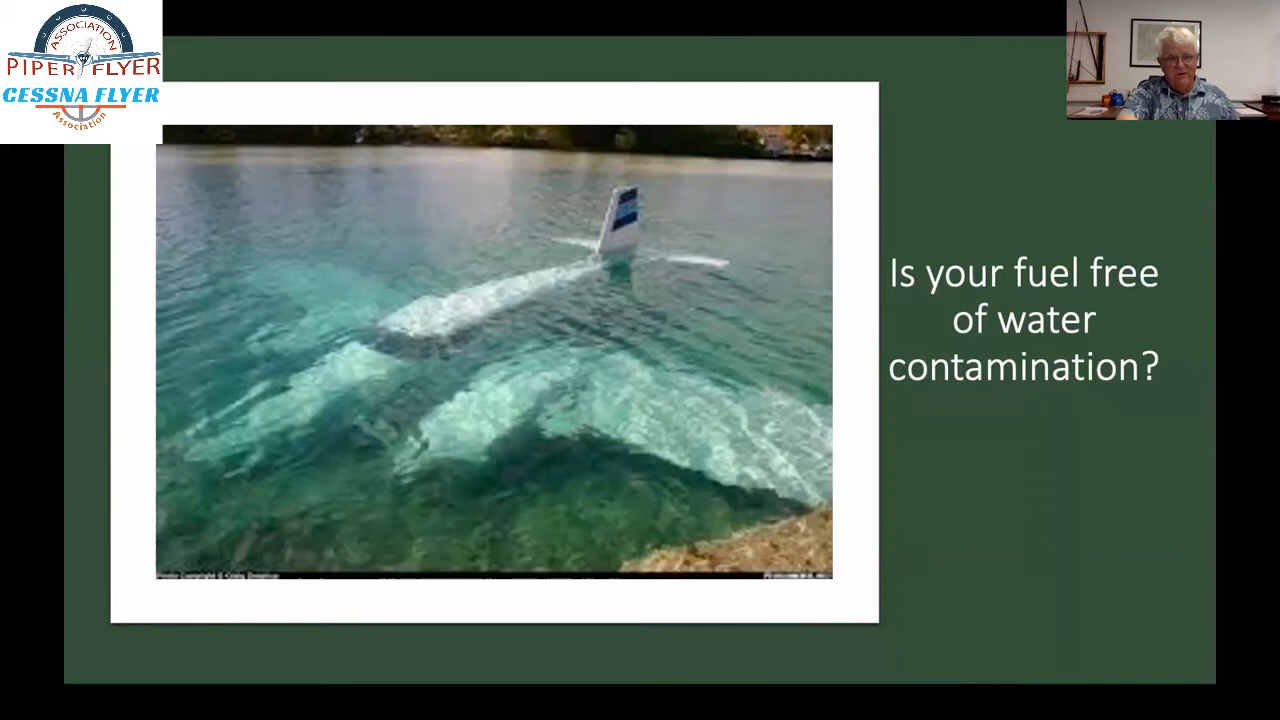 ASSOCIATION
PIPER FLYER
CESSNA FLYER
Association
Is your fuel free
of water
contamination?